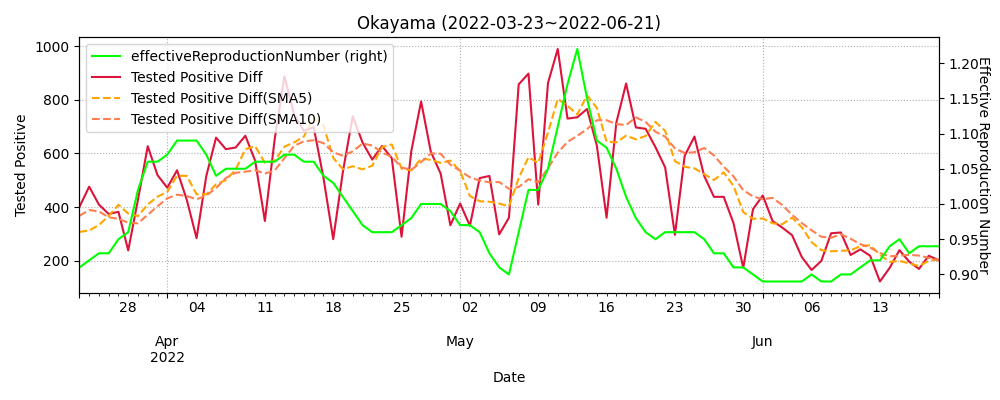 Okayama (2022-03-23~2022-06-21)
effectiveReproductionNumber (right)
Tested Positive Diff
Tested Positive Diff(SMA5)
Tested Positive Diff(SMA10)
Tested Positive
1000
800
600
400
200
Effective Reproduction Number
1.20
1.15
1.10
1.05
1.00
0.95
0.90
28 04 11 18 25 02 09 16 23 30 06 13
Apr May Jun
2022
Date